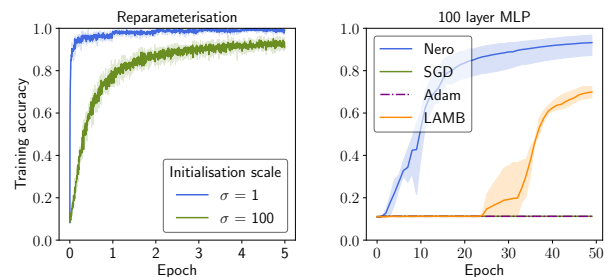 Reparameterisation
Training accuracy
1.0
0.8
0.6
0.4
0.2
0.0
Initialisation scale
σ = 1
σ = 100
0 1 2 3 4 5
Epoch
100 layer MLP
1.0
0.8
0.6
0.4
0.2
0.0
Nero
SGD
Adam
LAMB
0 10 20 30 40 50
Epoch